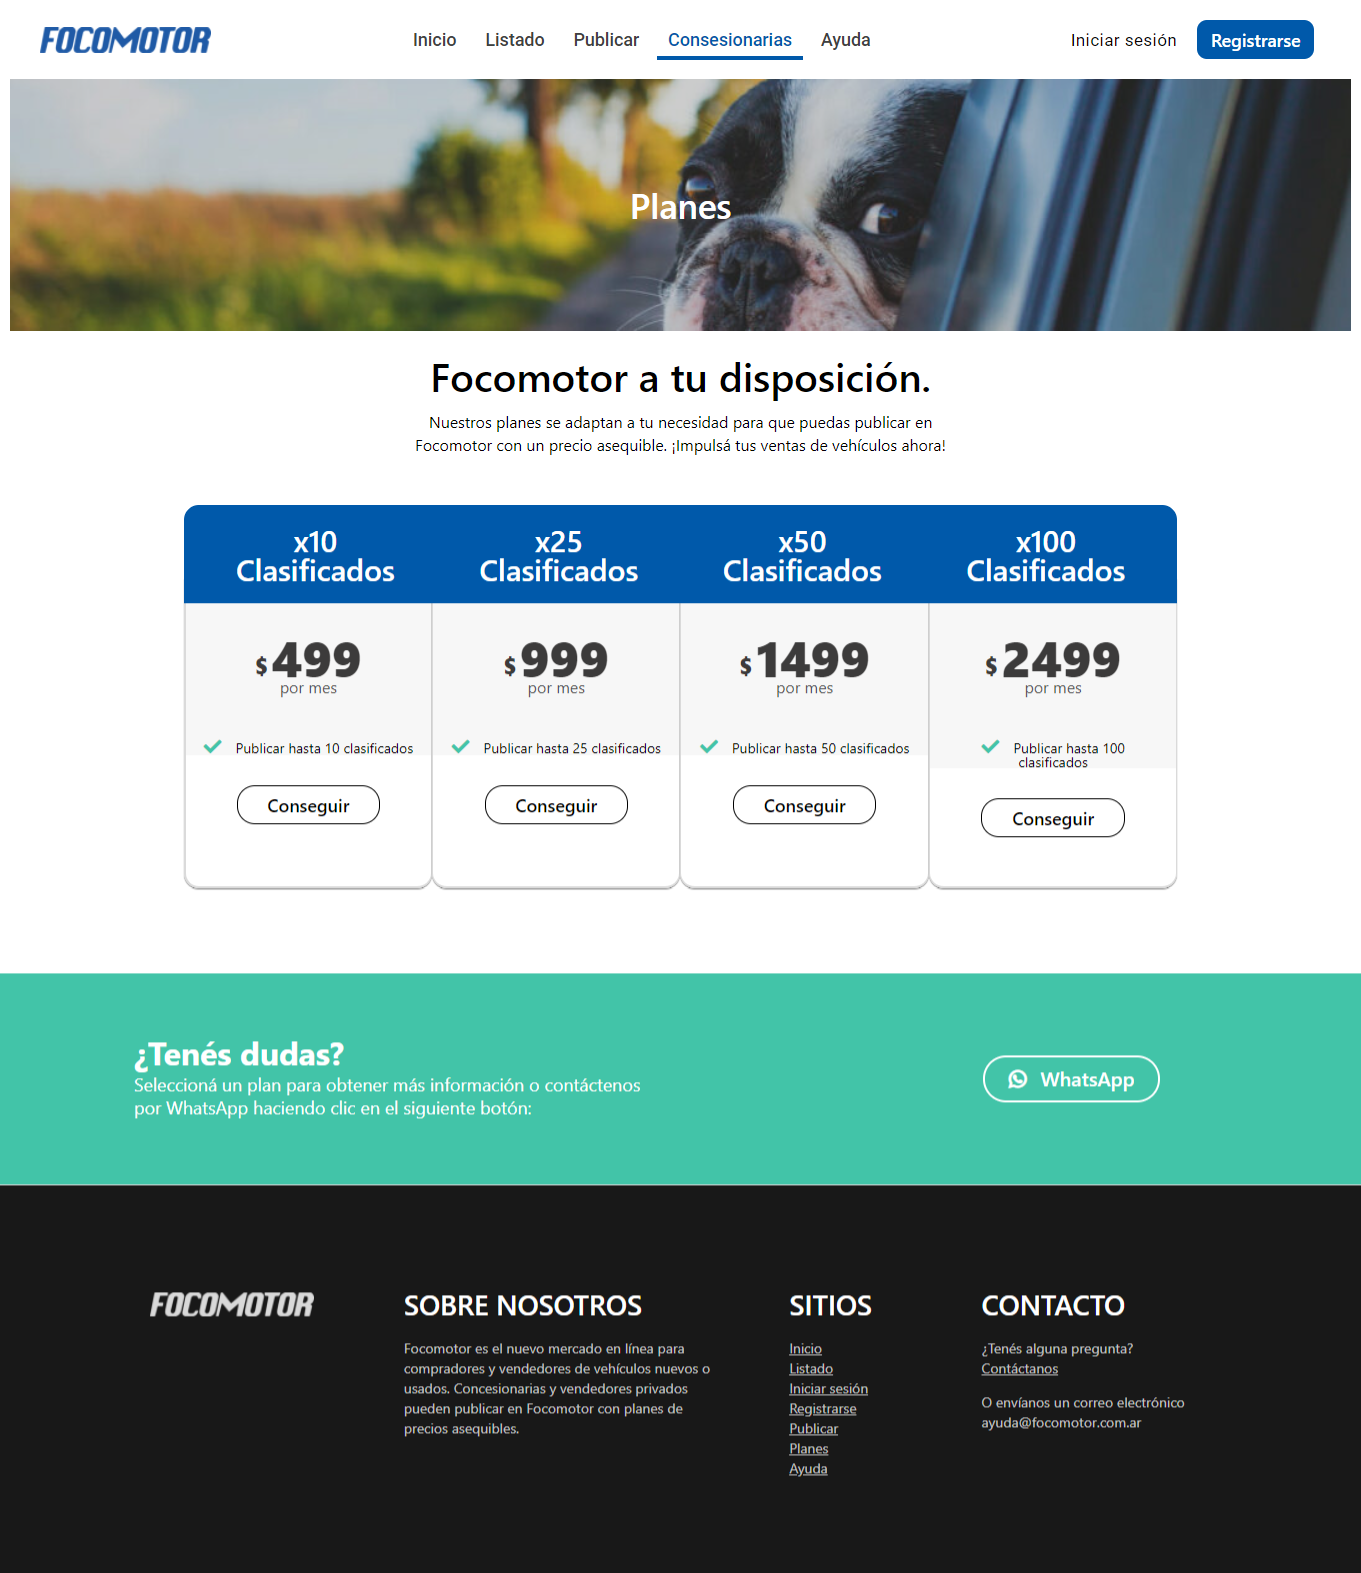 FOCOMOTOR
Inicio Listado Publicar Consesionarias Ayuda
Iniciar sesión Registrarse
Planes
Focomotor a tu disposición.
Nuestros planes se adaptan a tu necesidad para que puedas publicar en
Focomotor con un precio asequible. ¡Impulsá tus ventas de vehículos ahora!
x10
Clasificados
x25
Clasificados
x50
Clasificados
x100
Clasificados
$ 499
por mes
Publicar hasta 10 clasificados
Conseguir
$ 999
por mes
Publicar hasta 25 clasificados
Conseguir
$ 1499
por mes
Publicar hasta 50 clasificados
Conseguir
$ 2499
por mes
Publicar hasta 100
clasificados
Conseguir
¿Tenés dudas?
Seleccioná un plan para obtener más información o contáctenos
por WhatsApp haciendo clic en el siguiente botón:
WhatsApp
FOCOMOTOR
SOBRE NOSOTROS
Focomotor es el nuevo mercado en línea para
compradores y vendedores de vehículos nuevos o
usados. Concesionarias y vendedores privados
pueden publicar en Focomotor con planes de
precios asequibles.
SITIOS
Inicio
Listado
Iniciar sesión
Registrarse
Publicar
Planes
Ayuda
CONTACTO
¿Tenés alguna pregunta?
Contáctanos
O envíanos un correo electrónico
ayuda@focomotor.com.ar